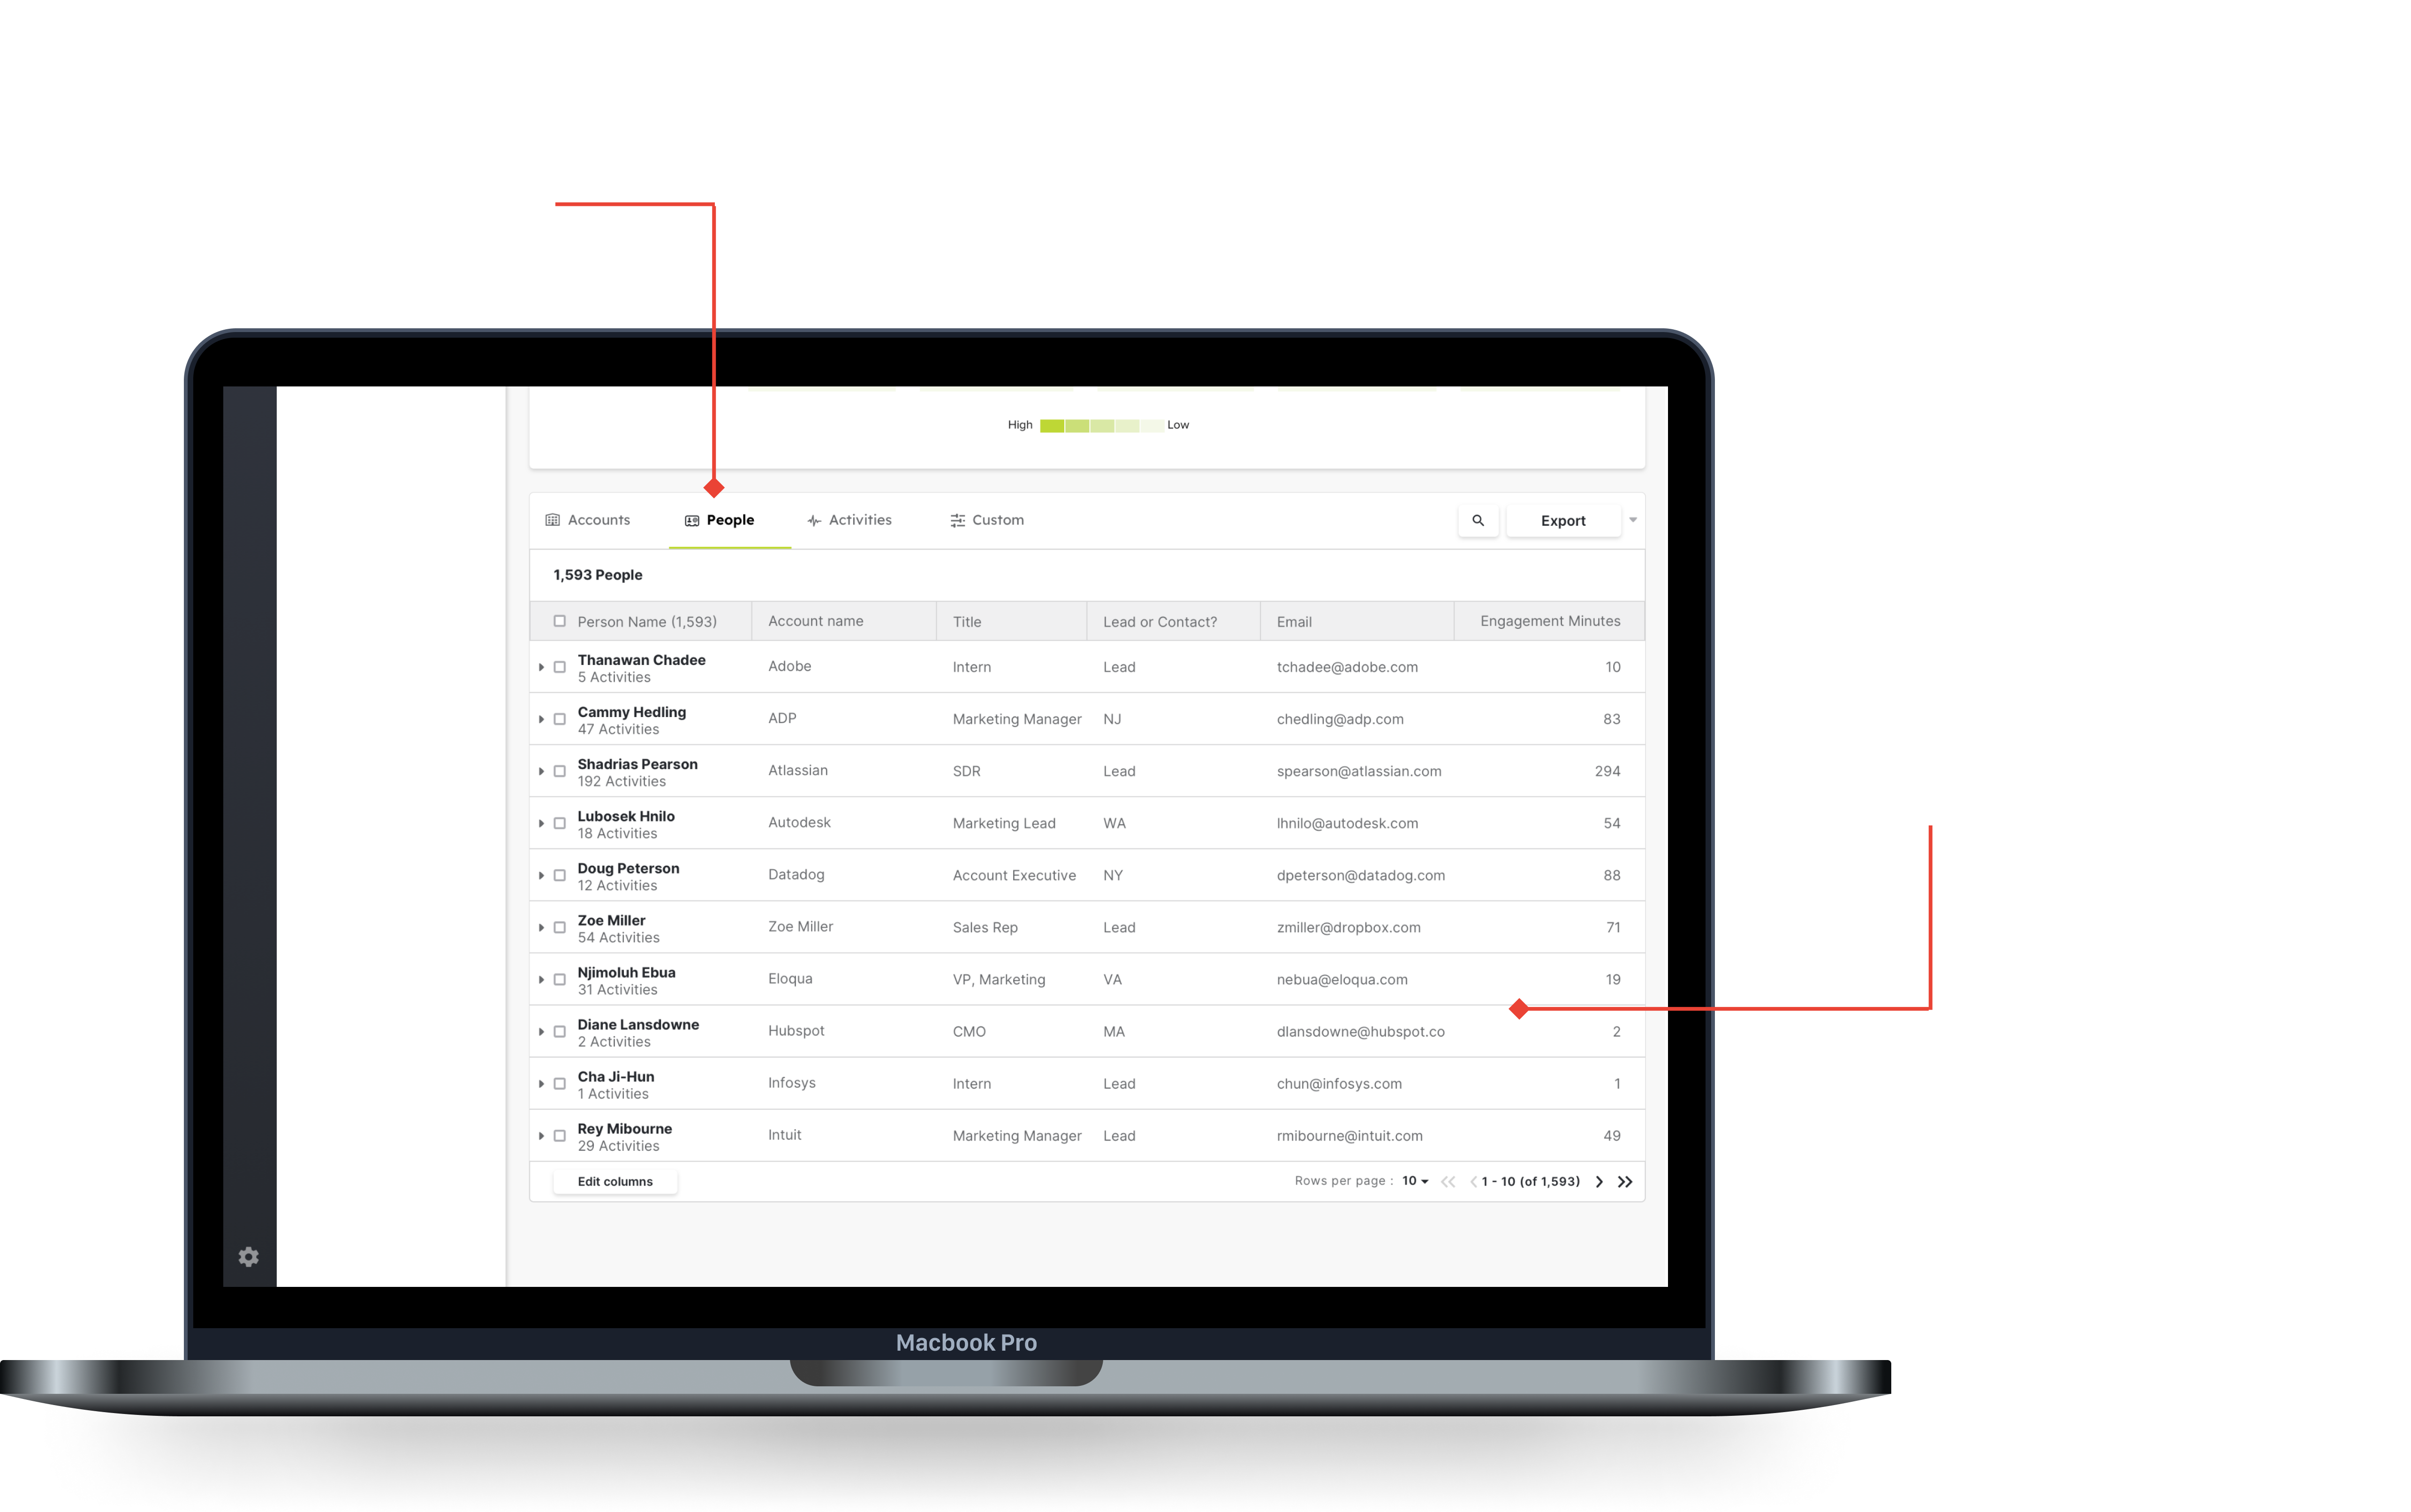 High Low
Accounts People Activities Custom Export
1,593 People
Person Name (1,593) Account name Title Lead or Contact? Email Engagement Minutes
Thanawan Chadee Adobe Intern Lead tchadee@adobe.com 10
5 Activities
Cammy Hedling ADP Marketing Manager NJ chedling@adp.com 83
47 Activities
Shadrias Pearson Atlassian SDR Lead spearson@atlassian.com 294
192 Activities
Lubosek Hnilo Autodesk Marketing Lead WA lhnilo@autodesk.com 54
18 Activities
Doug Peterson Datadog Account Executive NY dpeterson@datadog.com 88
12 Activities
Zoe Miller Zoe Miller Sales Rep Lead zmiller@dropbox.com 71
54 Activities
Njimoluh Ebua Eloqua VP, Marketing VA nebua@eloqua.com 19
31 Activities
Diane Lansdowne Hubspot CMO MA dlansdowne@hubspot.co 2
2 Activities
Cha Ji-Hun Infosys Intern Lead chun@infosys.com 1
1 Activities
Rey Mibourne Intuit Marketing Manager Lead rmibourne@intuit.com 49
29 Activities
Edit columns Rows per page : 10 1 - 10 (of 1,593)
Macbook Pro